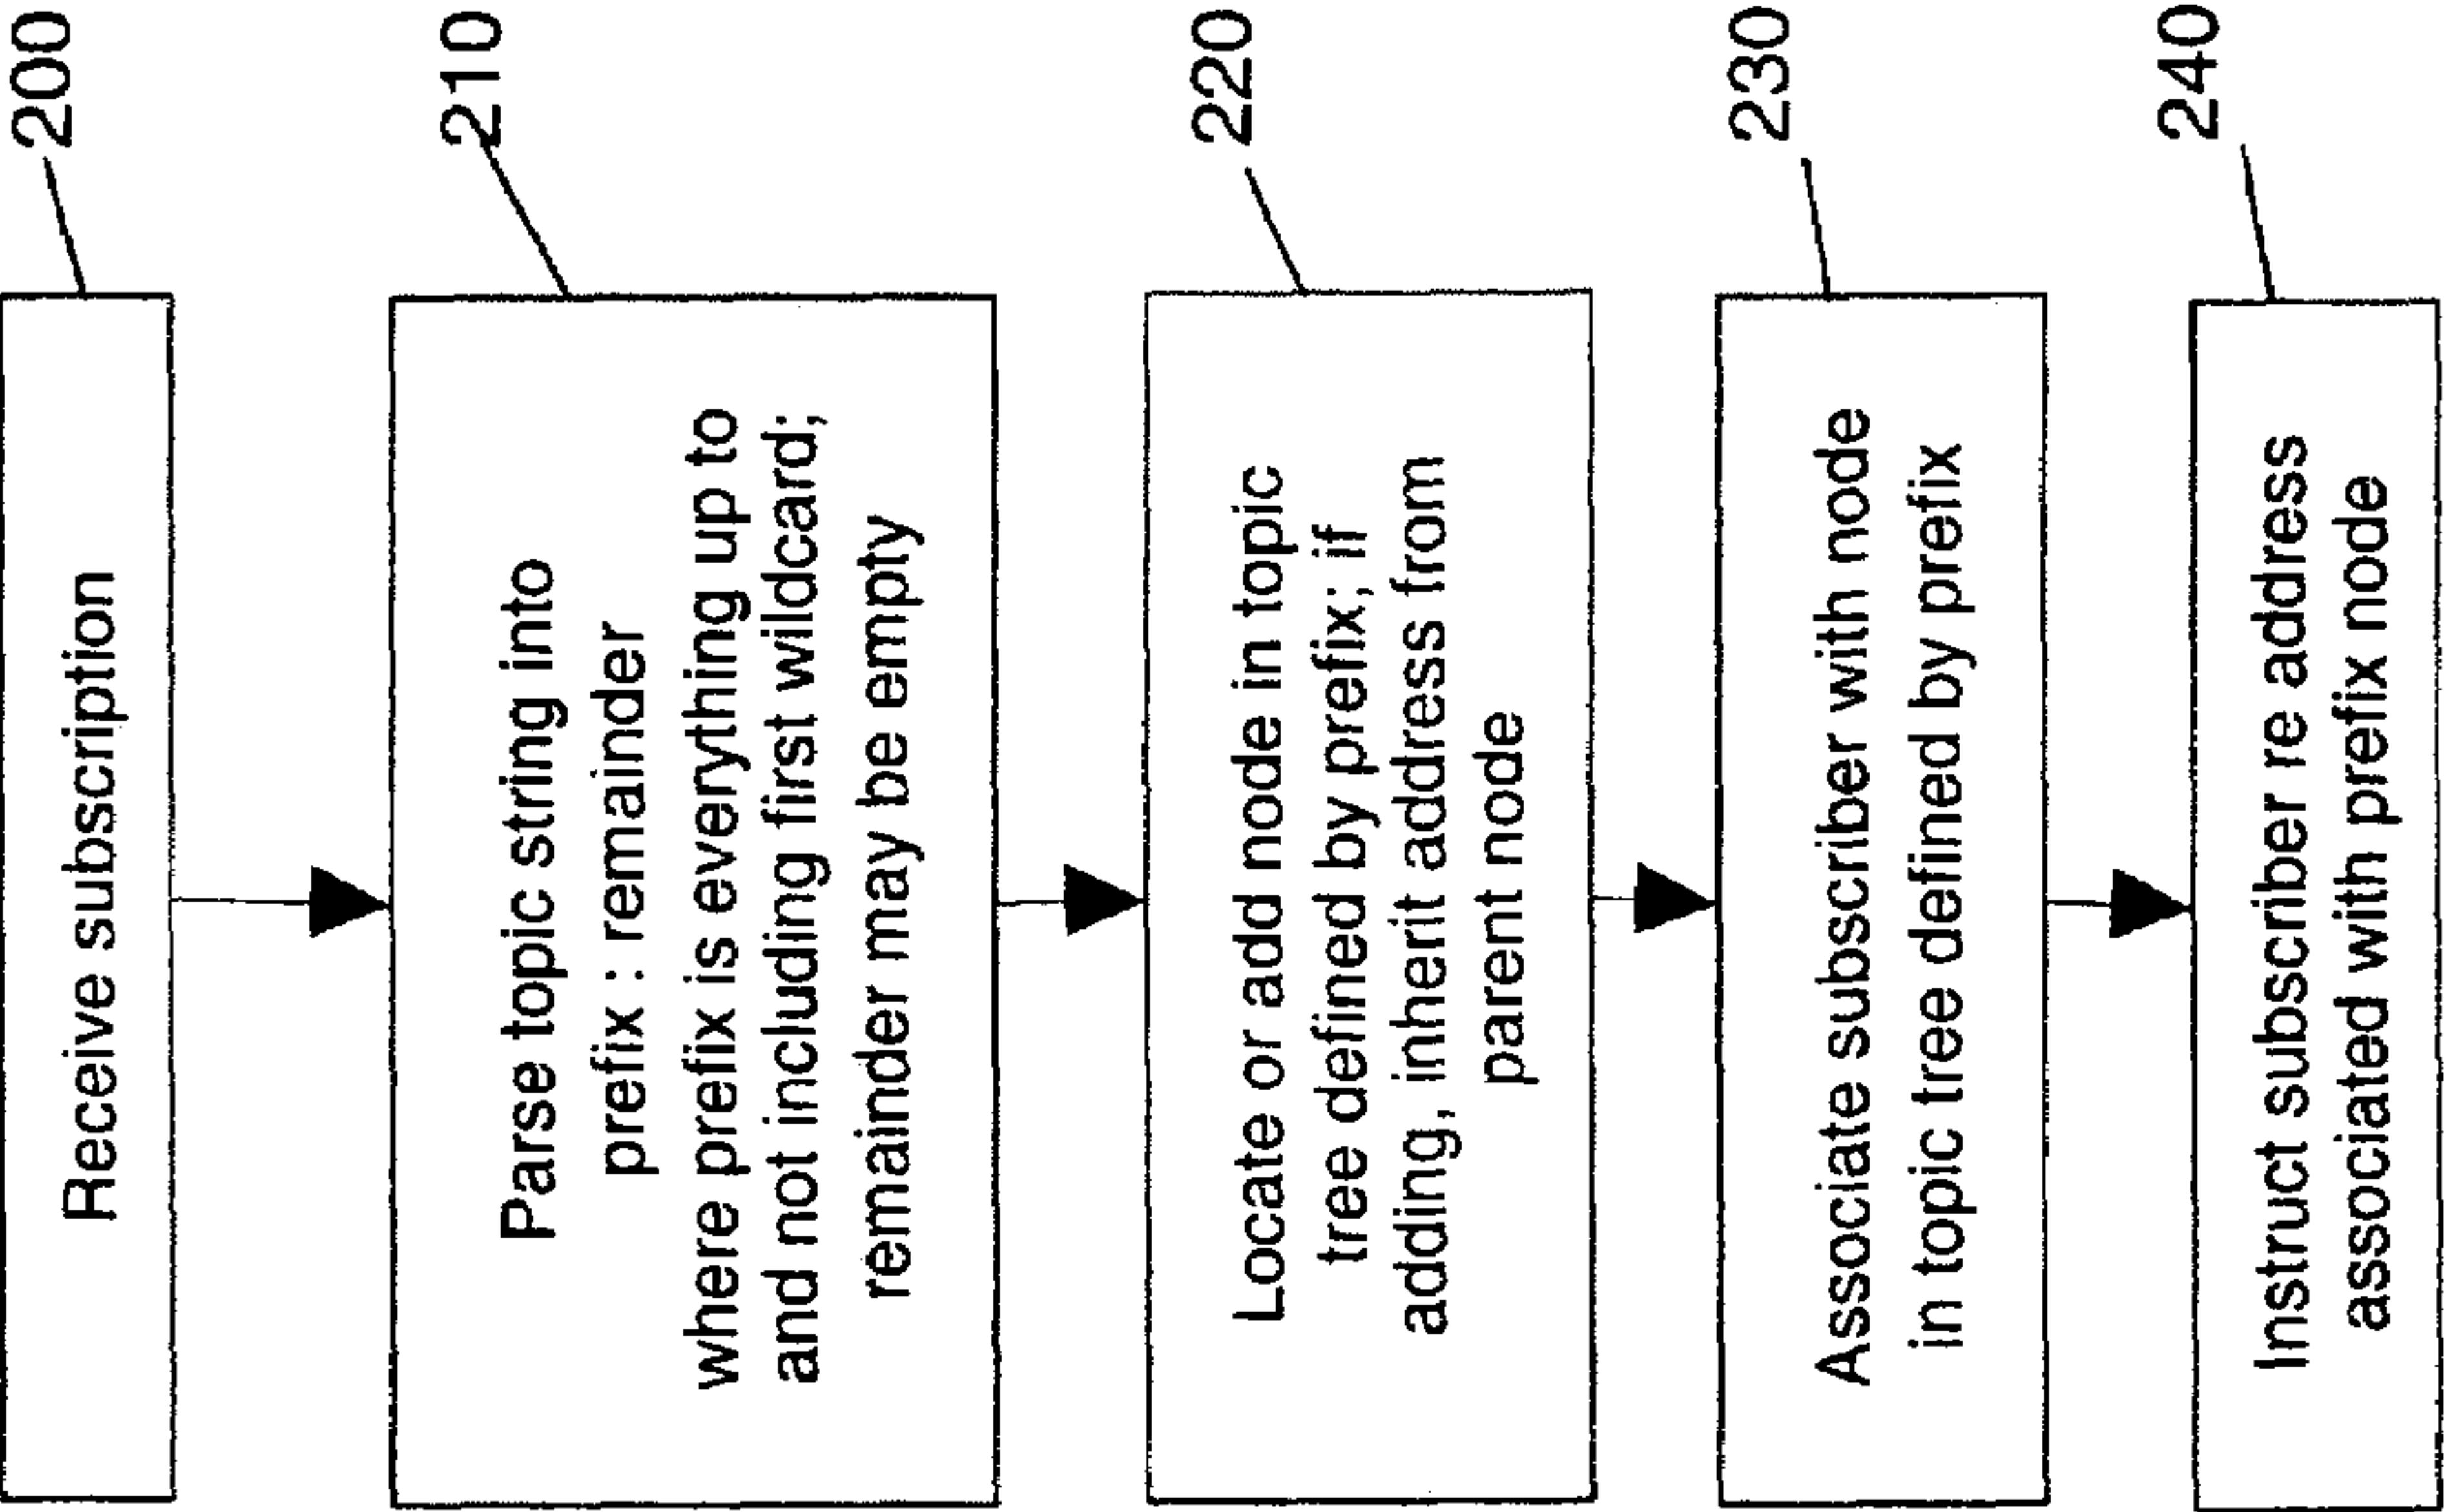 200
Receive subscription
210
Parse topic string into
prefix : remainder
where prefix is everything up to
and not including first wildcard;
remainder may be empty
220
Locate or add node in topic
tree defined by prefix; if
adding, inherit address from
parent node
230
Associate subscriber with node
in topic tree defined by prefix
240
Instruct subscriber re address
associated with prefix node